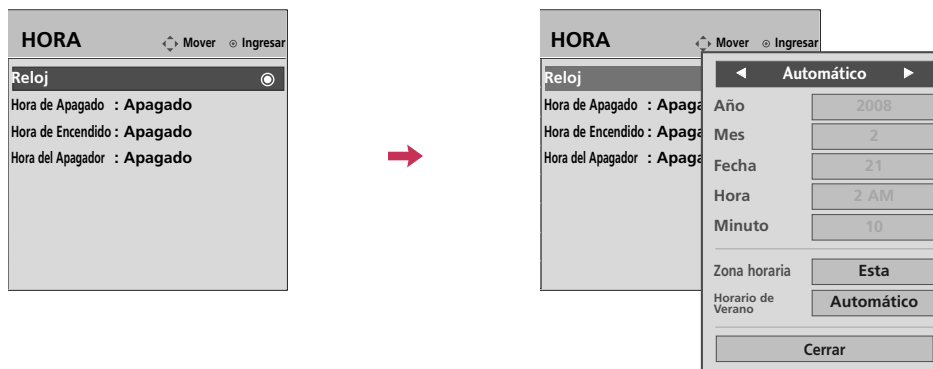 HORA
Mover Ingresar
Reloj
Hora de Apagado : Apagado
Hora de Encendido : Apagado
Hora del Apagador : Apagado
HORA
Mover Ingresar
Reloj
Hora de Apagado : Apaga
Hora de Encendido : Apaga
Hora del Apagador : Apaga
Automático
Año 2008
Mes 2
Fecha 21
Hora 2 AM
Minuto 10
Zona horaria Esta
Horario de
Verano Automático
Cerrar